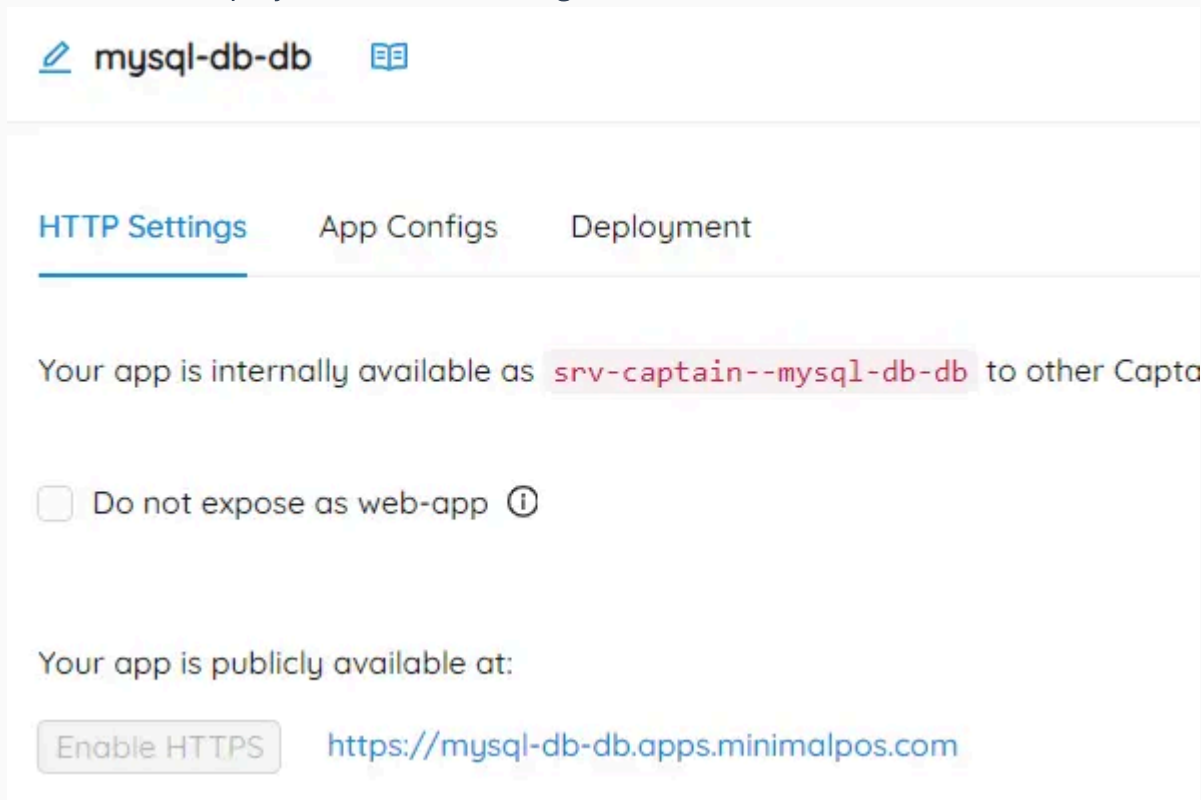 mysql-db-db
HTTP Settings App Configs Deployment
Your app is internally available as srv-captain--mysql-db-db to other Capta
Do not expose as web-app
Your app is publicly available at:
Enable HTTPS https://mysql-db-db.apps.minimalpos.com